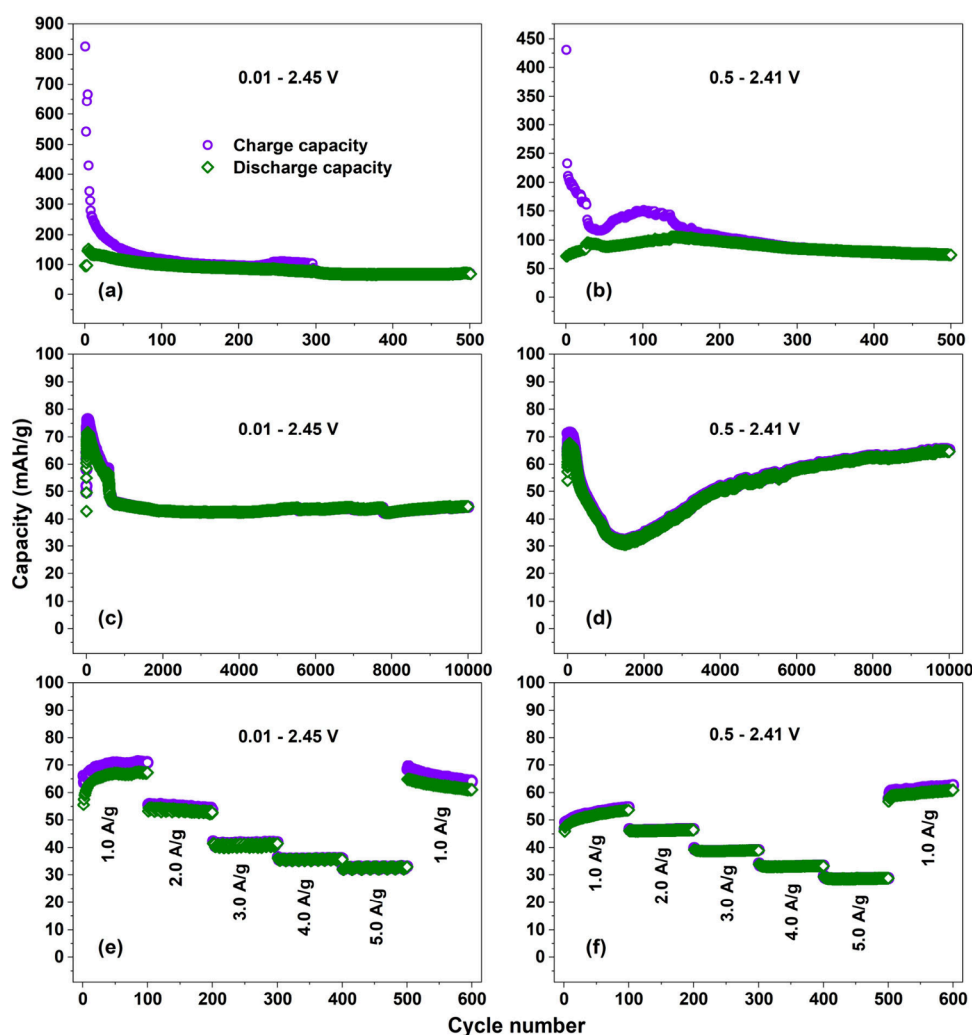 900
800
700
600
500
400
300
200
100
0
0.01 - 2.45 V
Charge capacity
Discharge capacity
(a)
0 100 200 300 400 500
450
400
350
300
250
200
150
100
50
0
0.5 - 2.41 V
(b)
0 100 200 300 400 500
Capacity (mAh/g)
100
90
80
70
60
50
40
30
20
10
0
0.01 - 2.45 V
(c)
0 2000 4000 6000 8000 10000
100
90
80
70
60
50
40
30
20
10
0
0.5 - 2.41 V
(d)
0 2000 4000 6000 8000 10000
100
90
80
70
60
50
40
30
20
10
0
0.01 - 2.45 V
1.0 A/g
2.0 A/g
3.0 A/g
4.0 A/g
5.0 A/g
1.0 A/g
(e)
0 100 200 300 400 500 600
100
90
80
70
60
50
40
30
20
10
0
0.5 - 2.41 V
1.0 A/g
2.0 A/g
3.0 A/g
4.0 A/g
5.0 A/g
1.0 A/g
(f)
0 100 200 300 400 500 600
Cycle number